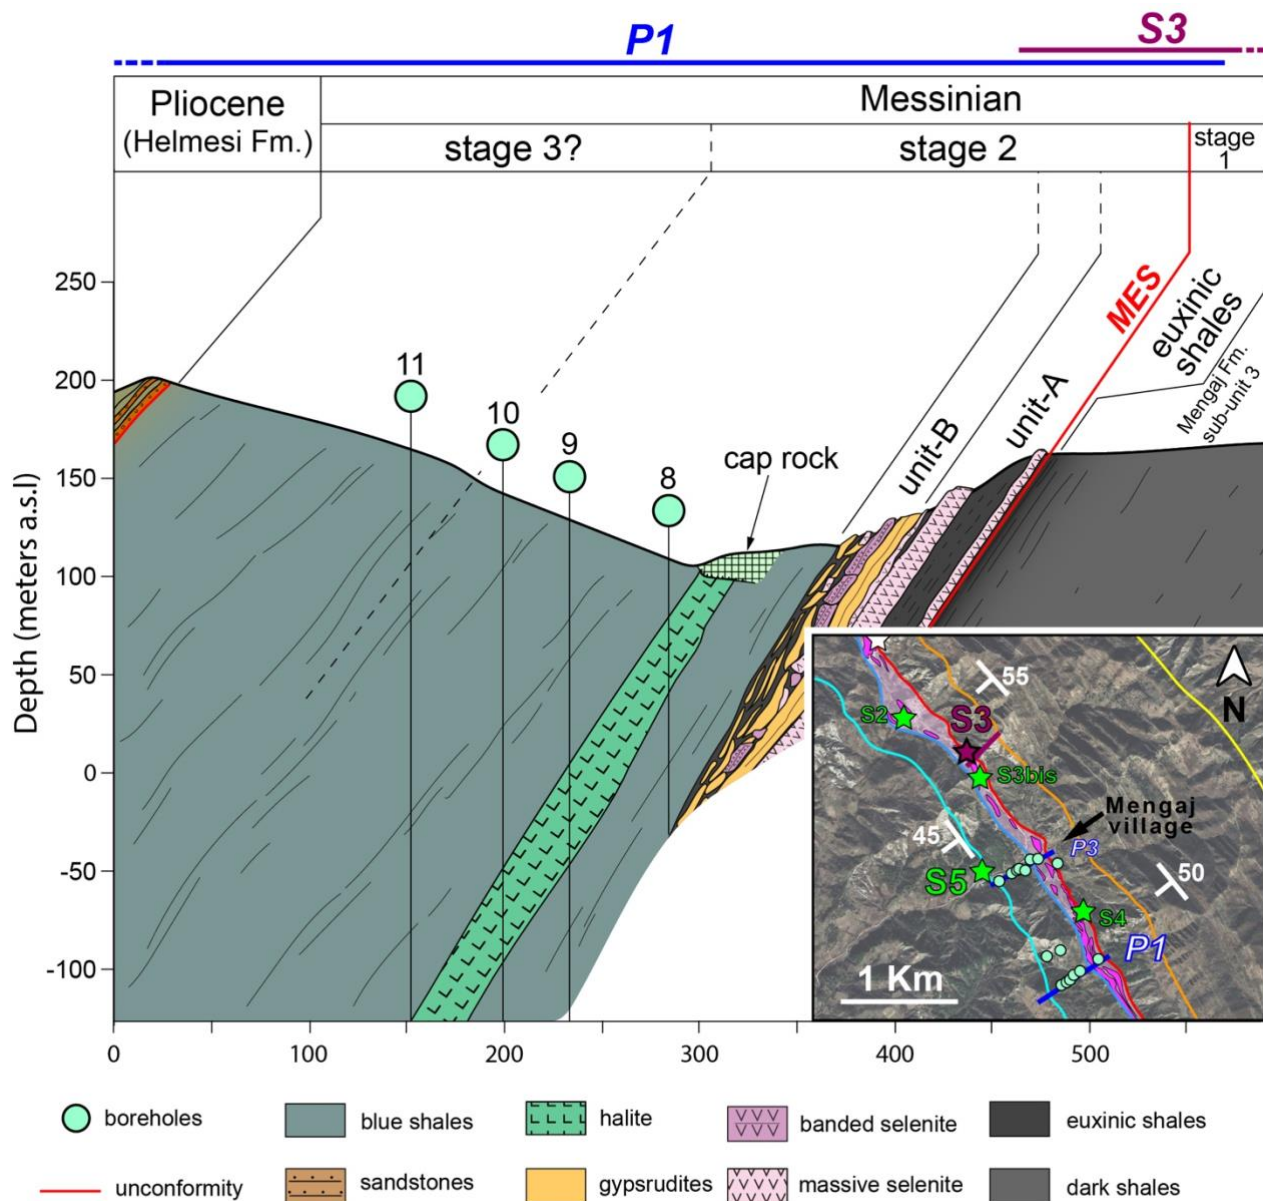 P1
S3
Pliocene
(Helmesi Fm.)
Messinian
stage 3?
stage 2
stage
1
250
200
150
100
50
0
-50
-100
Depth (meters a.s.l)
11
10
9
8
cap rock
unit-B
unit-A
MES
euxinic
shales
Mengaj Fm.
sub-unit 3
55
N
S2
S3
S3bis
Mengaj
village
45
P3
S5
50
S4
P1
1 Km
0
100
200
300
400
500
boreholes
blue shales
halite
banded selenite
euxinic shales
unconformity
sandstones
gypsrudites
massive selenite
dark shales